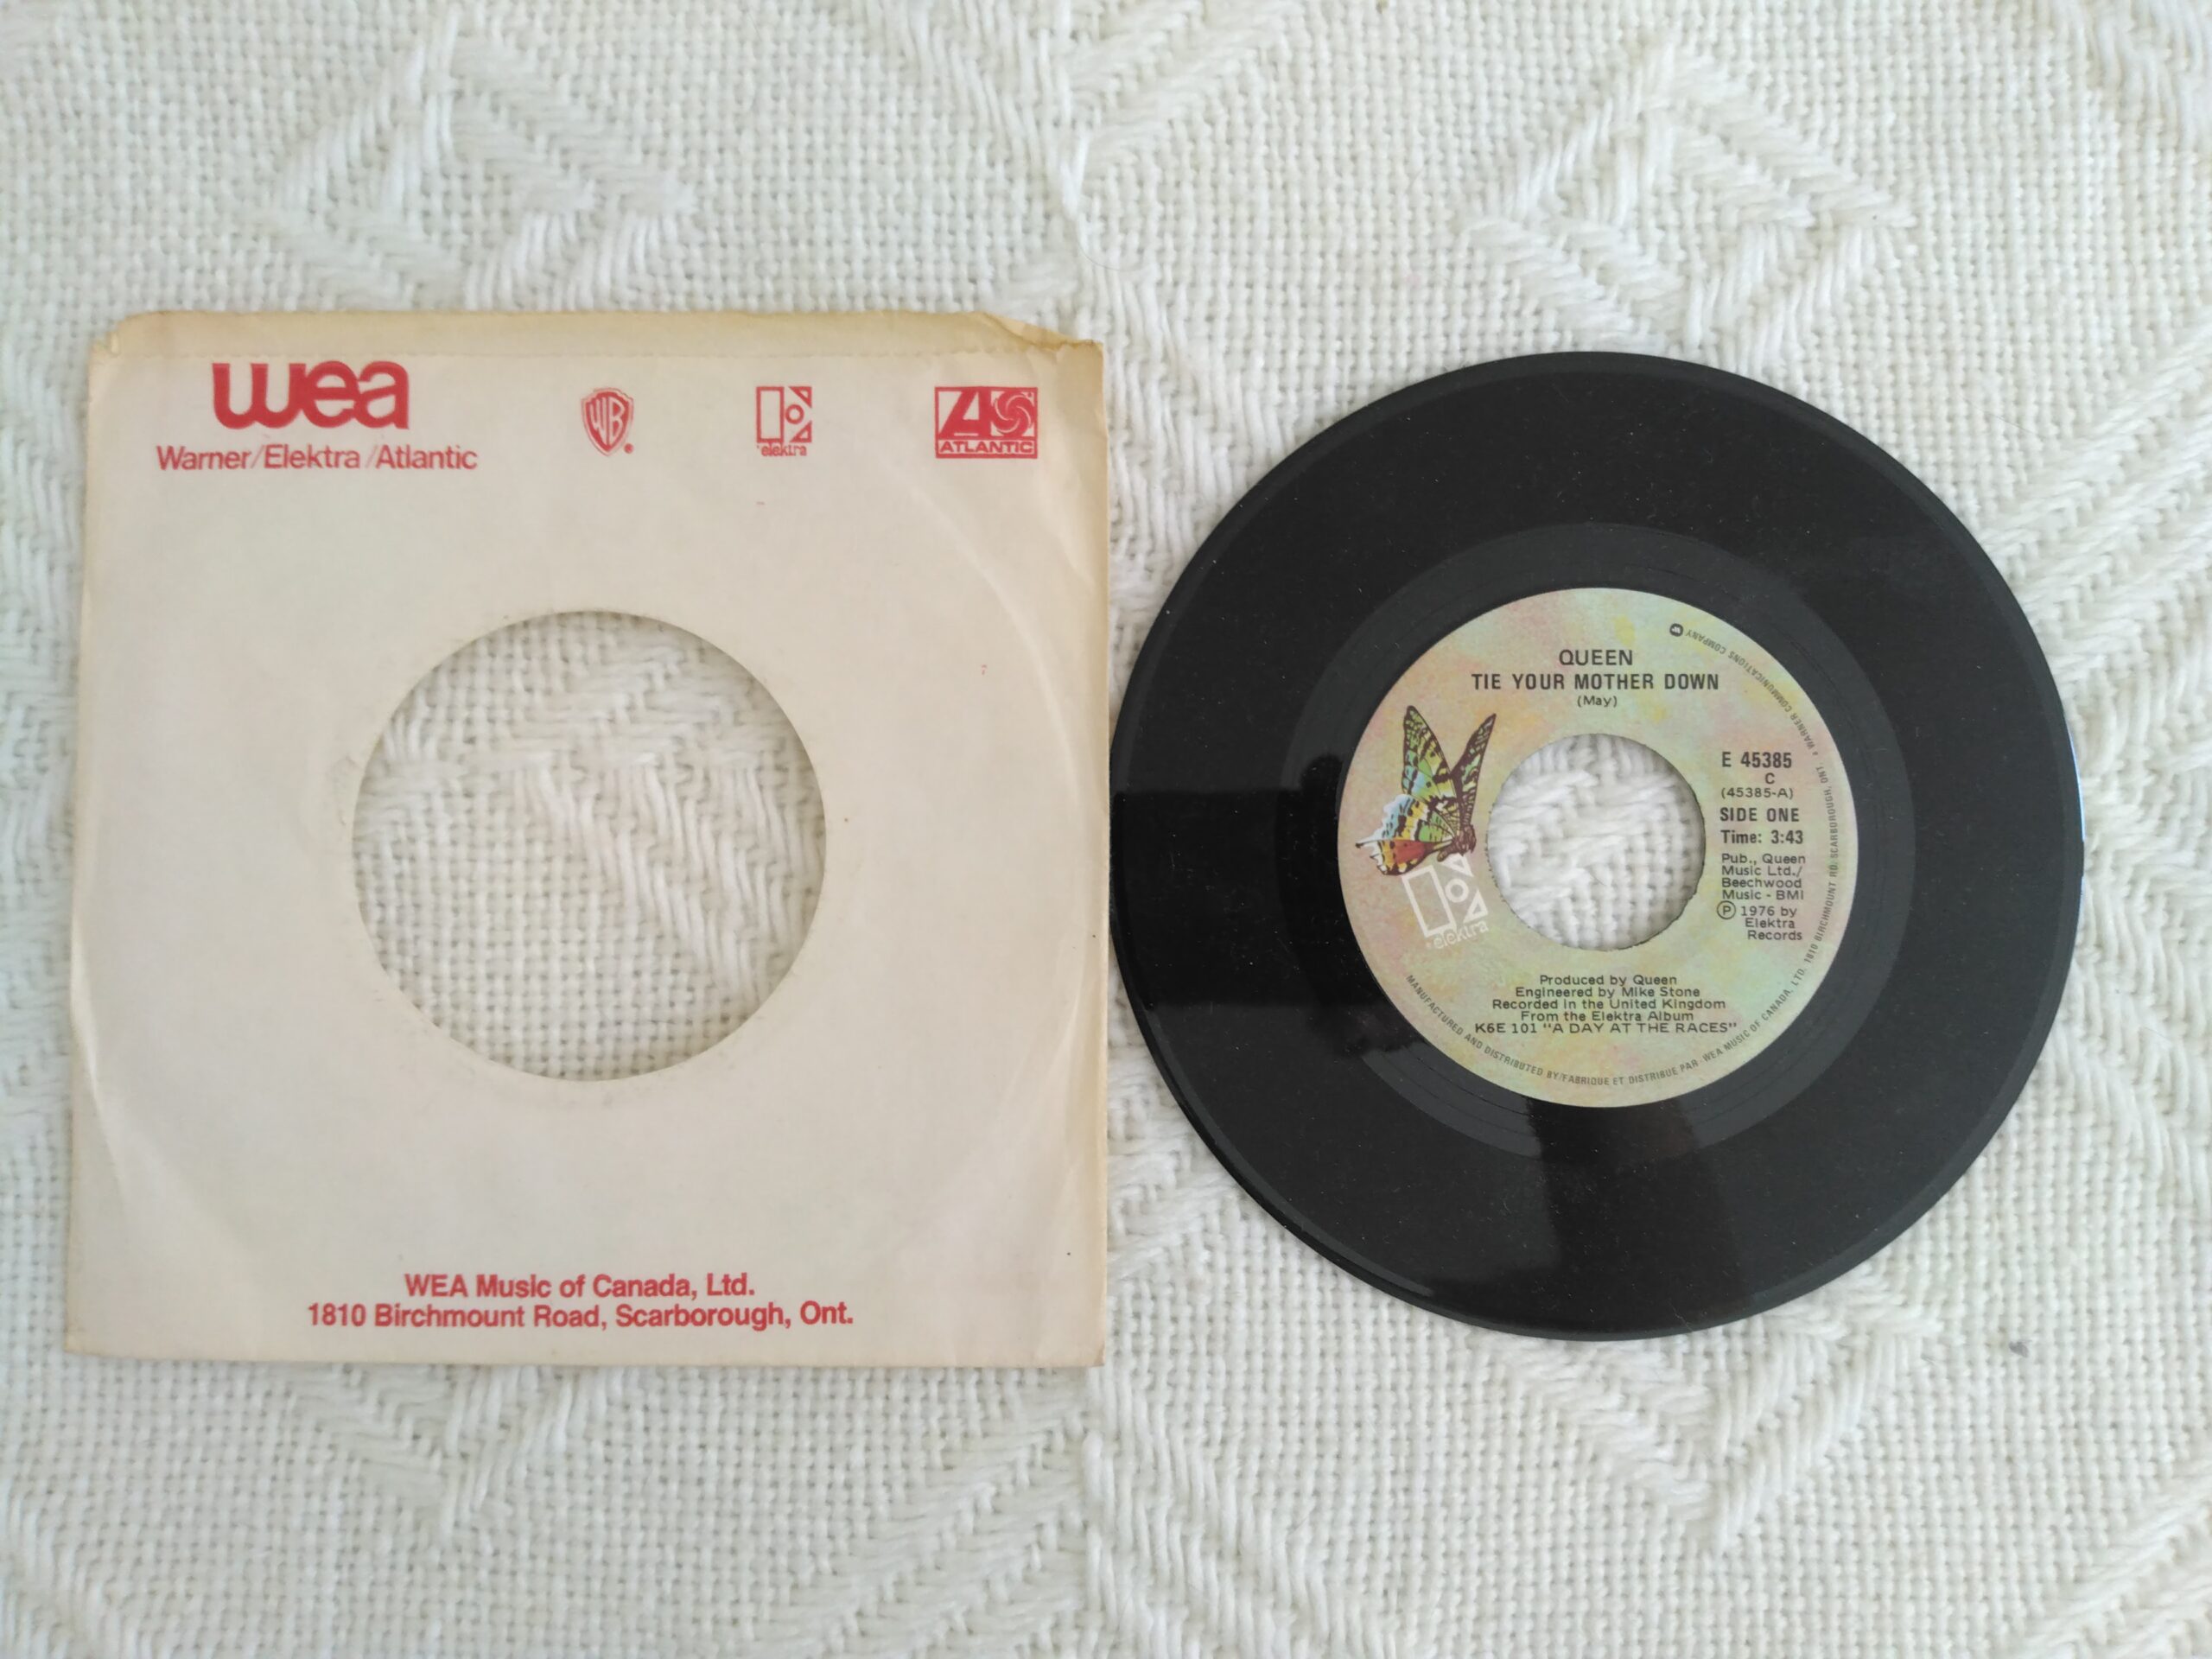 wea
Warner/Elektra/Atlantic
WB
elektra
ATLANTIC
WEA Music of Canada, Ltd.
1810 Birchmount Road, Scarborough, Ont.
QUEEN
TIE YOUR MOTHER DOWN
(May)
E 45385
C
(45385-A)
SIDE ONE
Time: 3:43
Pub., Queen
Music Ltd./
Beechwood
Music - BMI
Ⓟ 1976 by
Elektra
Records
elektra
Produced by Queen
Engineered by Mike Stone
Recorded in the United Kingdom
From the Elektra Album
K6E 101 "A DAY AT THE RACES"
MANUFACTURED AND DISTRIBUTED BY/FABRIQUE ET DISTRIBUE PAR WEA MUSIC OF CANADA, LTD. 1810 BIRCHMOUNT RD. SCARBOROUGH, ONT. A WARNER COMMUNICATIONS COMPANY